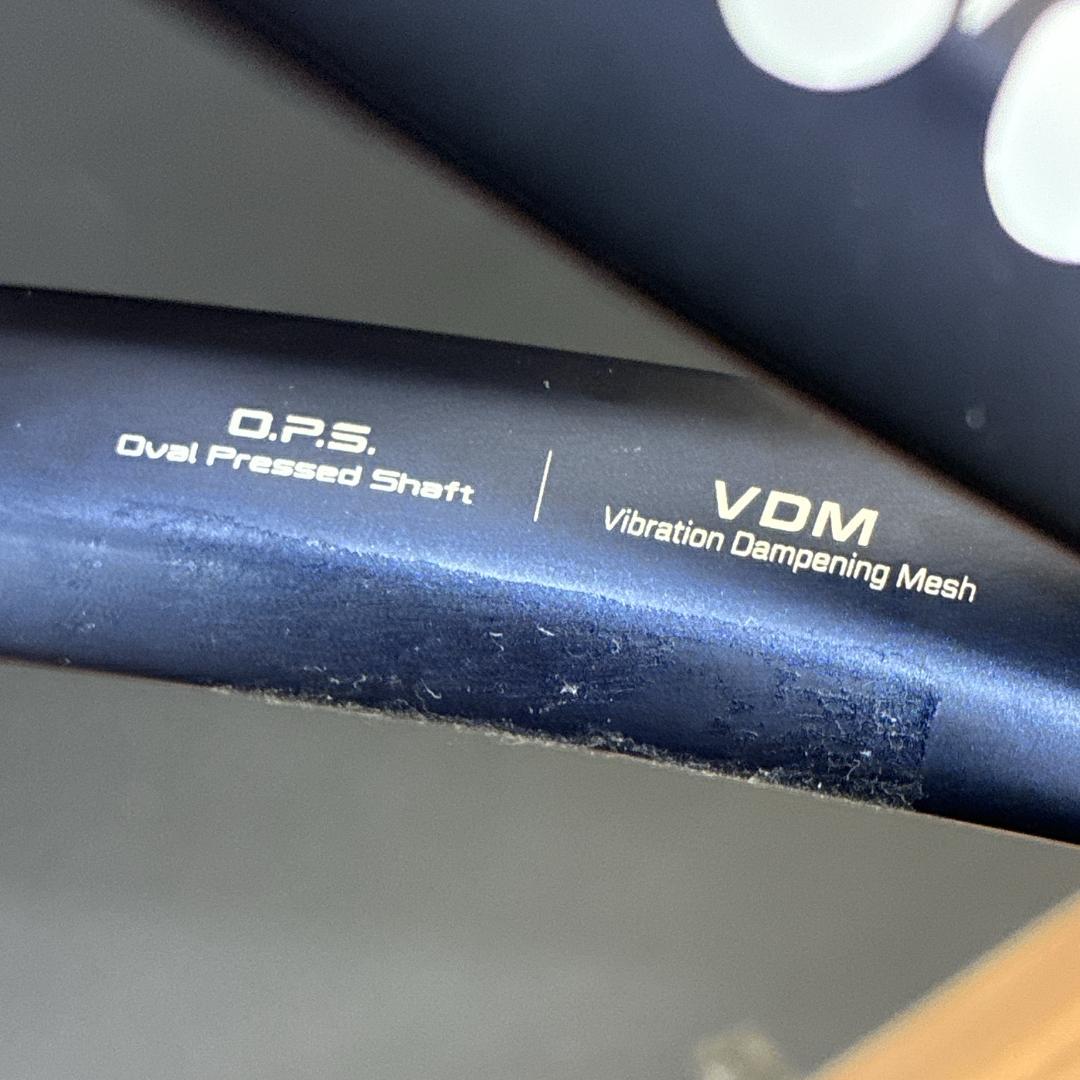 O.P.S.
Oval Pressed Shaft
VDM
Vibration Dampening Mesh